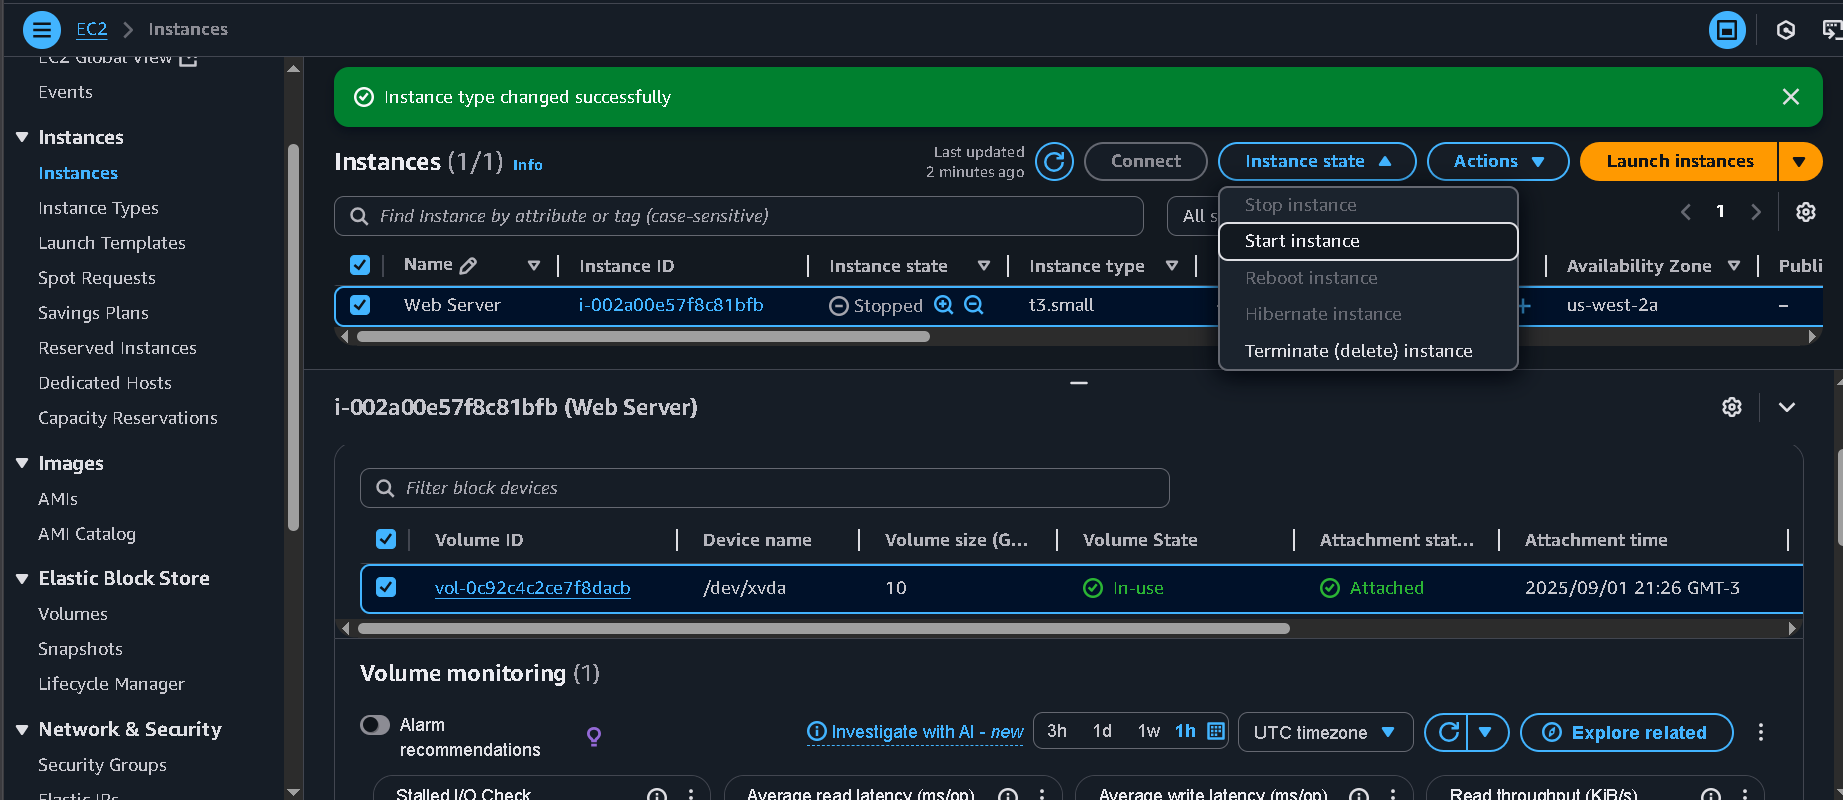 EC2 > Instances
EC2 Global View
Events
Instances
Instances
Instance Types
Launch Templates
Spot Requests
Savings Plans
Reserved Instances
Dedicated Hosts
Capacity Reservations
Images
AMIs
AMI Catalog
Elastic Block Store
Volumes
Snapshots
Lifecycle Manager
Network & Security
Security Groups
Elastic IPs
Instance type changed successfully
Instances (1/1) Info
Last updated
2 minutes ago
Connect
Instance state
Actions
Launch instances
Find Instance by attribute or tag (case-sensitive)
All s
1
Stop instance
Start instance
Reboot instance
Hibernate instance
Terminate (delete) instance
Name Instance ID Instance state Instance type Availability Zone Publi
Web Server i-002a00e57f8c81bfb Stopped t3.small us-west-2a –
i-002a00e57f8c81bfb (Web Server)
Filter block devices
Volume ID Device name Volume size (G... Volume State Attachment stat... Attachment time
vol-0c92c4c2ce7f8dacb /dev/xvda 10 In-use Attached 2025/09/01 21:26 GMT-3
Volume monitoring (1)
Alarm
recommendations
Investigate with AI - new
3h 1d 1w 1h
UTC timezone
Explore related
Stalled I/O Check
Average read latency (ms/op)
Average write latency (ms/op)
Read throughput (KiB/s)